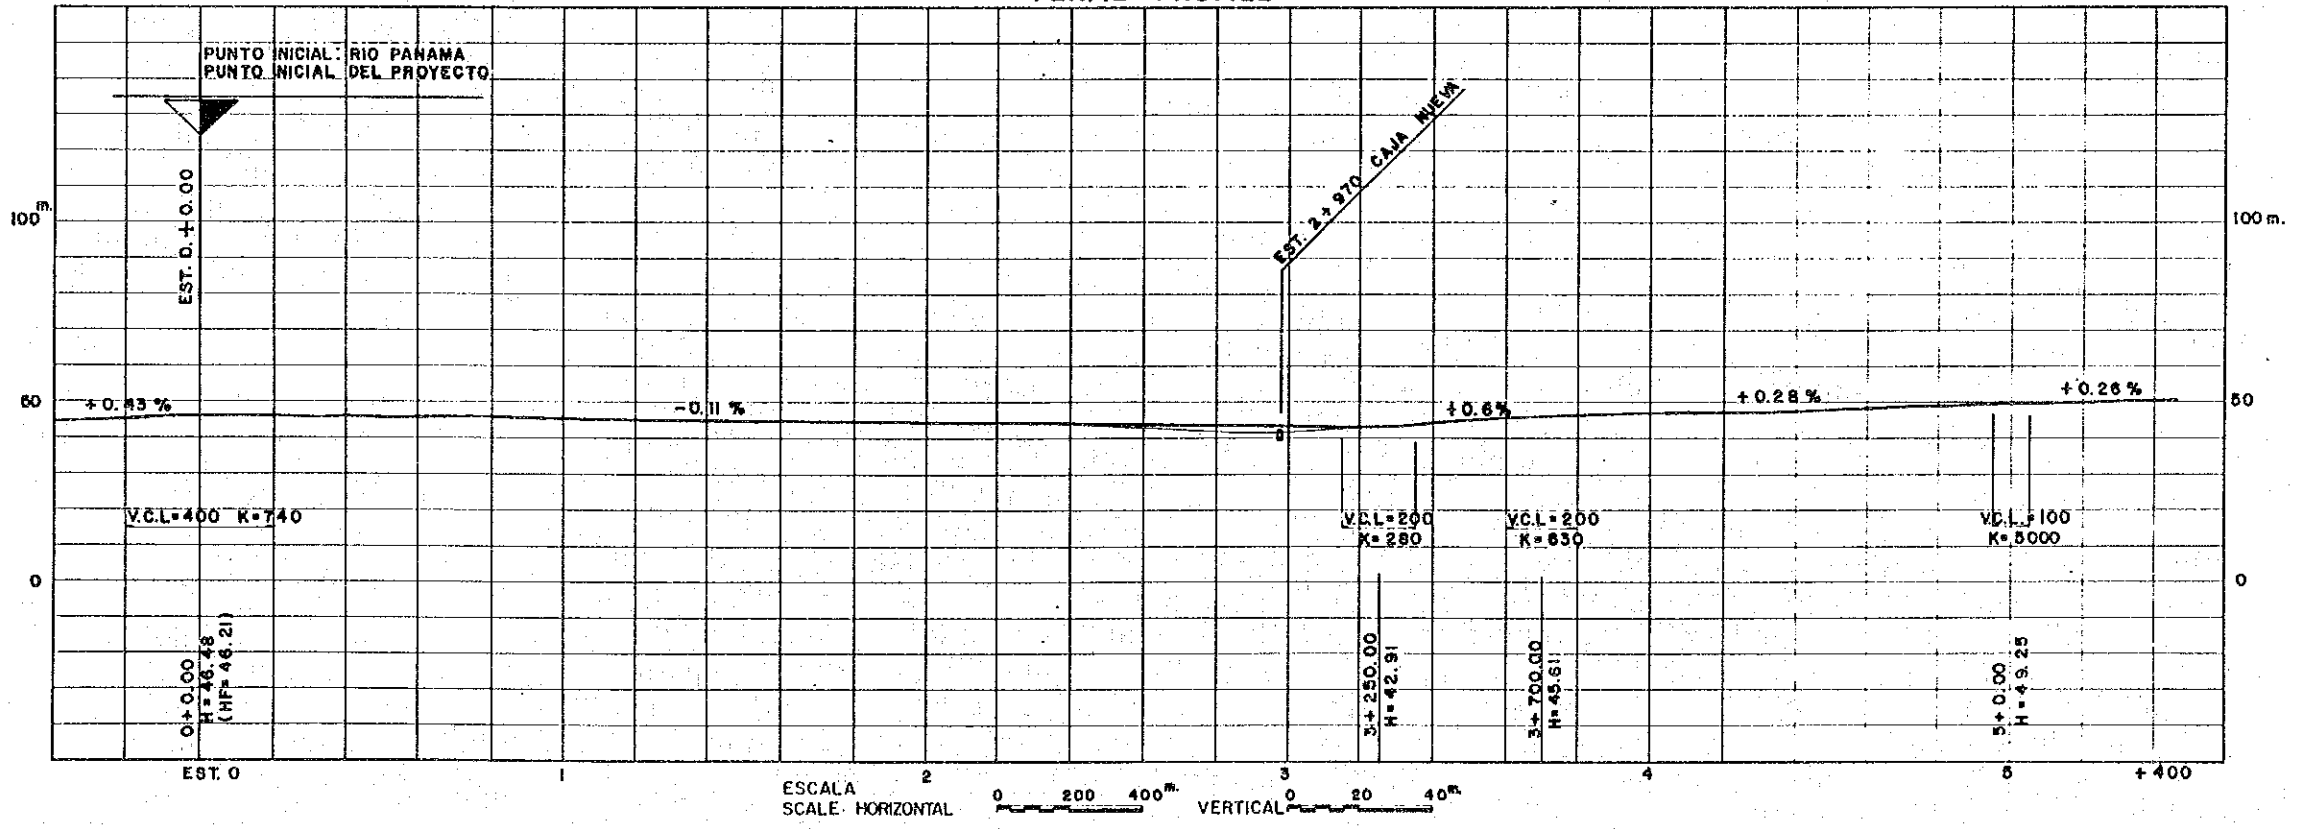 PUNTO INICIAL: RIO PANAMA
PUNTO INICIAL DEL PROYECTO
EST. 0.+0.00
EST. 2+970 CAJA NUEVA
100 m.
100 m.
50
50
0
0
+0.43 %
-0.11 %
+0.6%
+0.28 %
+0.26 %
V.C.L=400 K=740
V.C.L=200
K=280
V.C.L=200
K=630
V.C.L.=100
K=5000
0+0.00
H=46.48
(HF=46.21)
3+250.00
H=42.91
3+700.00
H=45.61
5+0.00
H=49.25
EST. 0
1
2
3
4
5
+400
ESCALA
SCALE: HORIZONTAL
0 200 400 m.
VERTICAL
0 20 40 m.